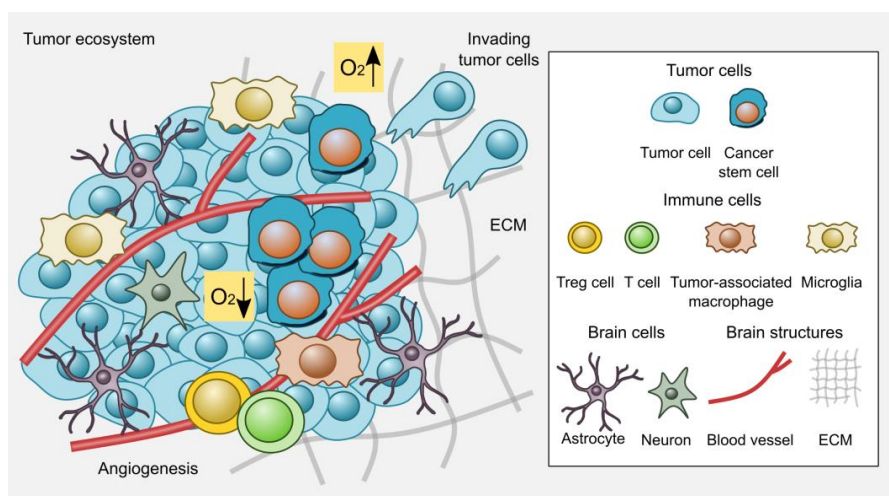 Tumor ecosystem
O2
Invading
tumor cells
ECM
O2
Angiogenesis
Tumor cells
Tumor cell
Cancer
stem cell
Immune cells
Treg cell
T cell
Tumor-associated
macrophage
Microglia
Brain cells
Brain structures
Astrocyte
Neuron
Blood vessel
ECM